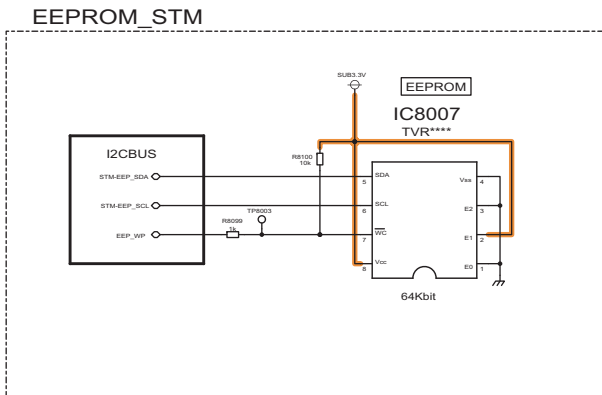 EEPROM_STM
SUB3.3V
EEPROM
IC8007
TVR****
I2CBUS
R8100
10k
STM-EEP_SDA
5
SDA
Vss
4
STM-EEP_SCL
6
SCL
E2
3
TP8003
EEP_WP
R8099
1k
7
WC
E1
2
8
Vcc
E0
1
64Kbit